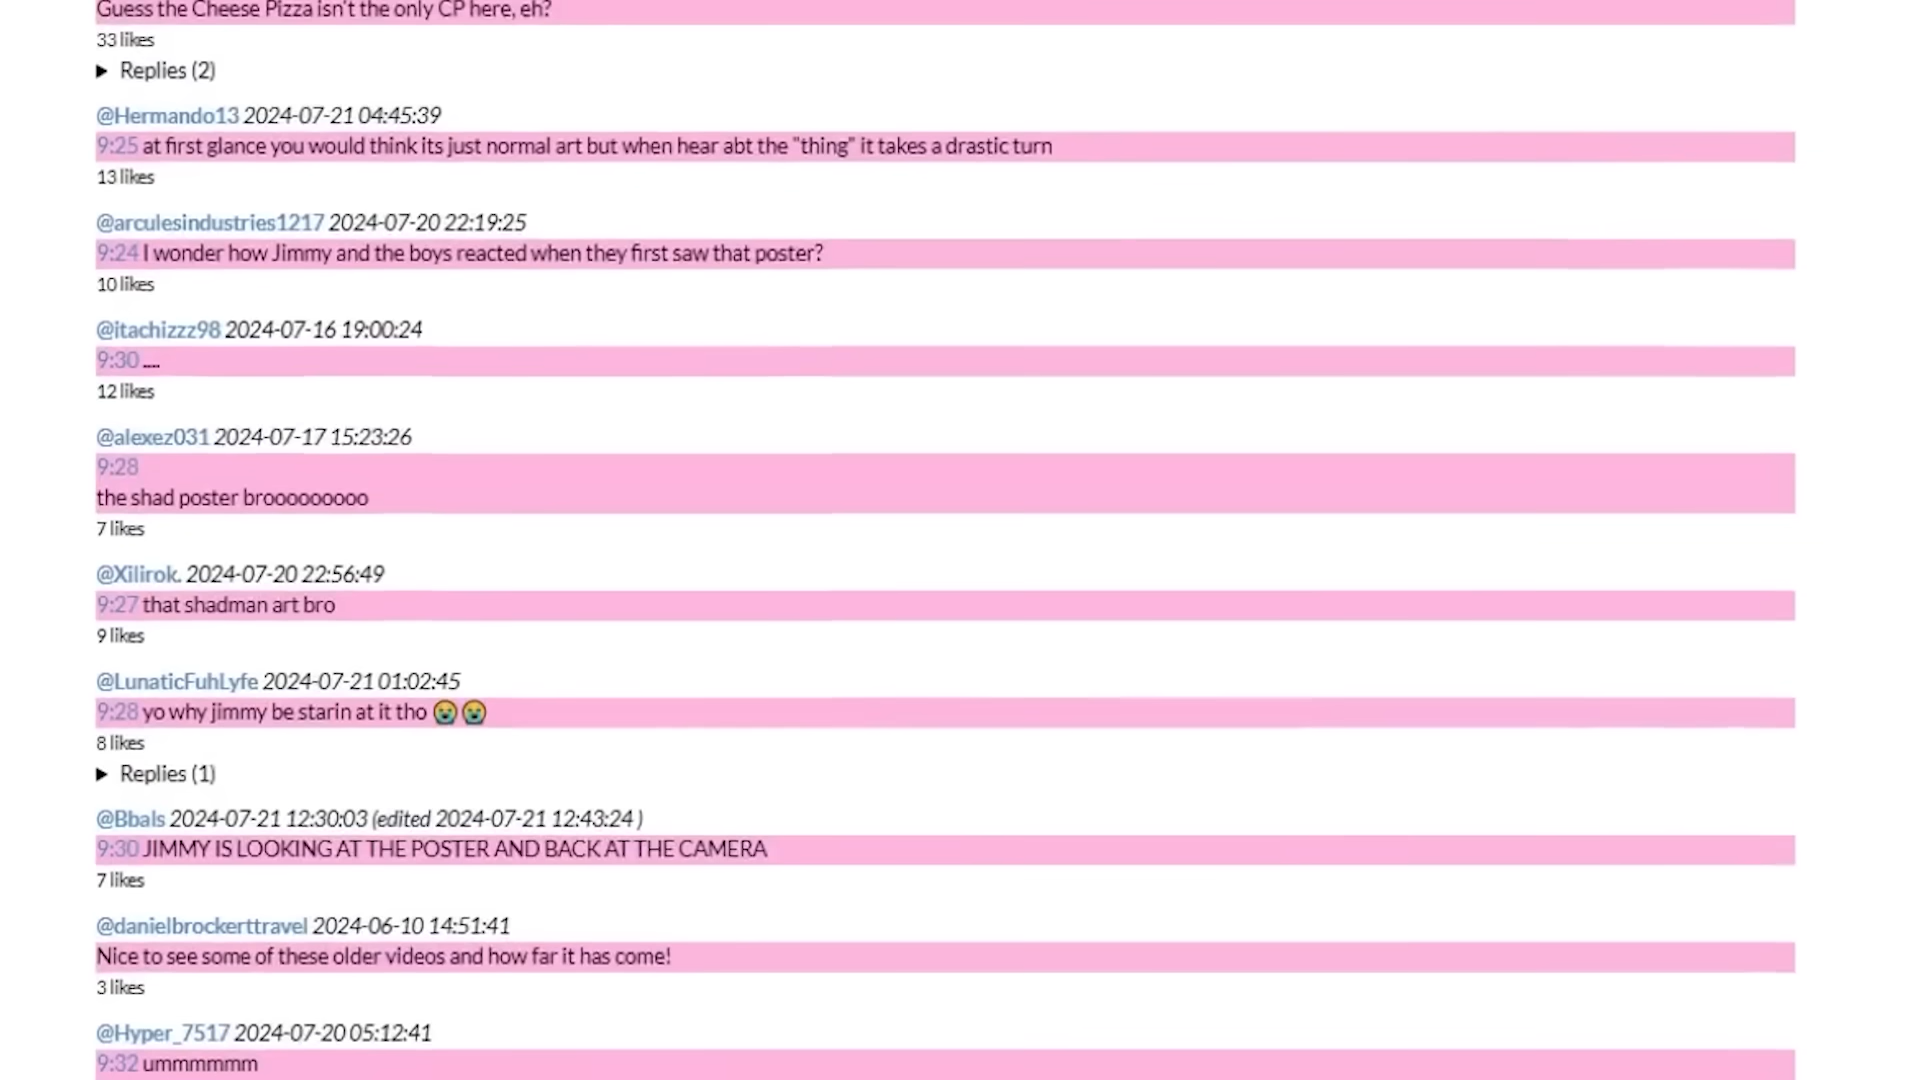 Guess the Cheese Pizza isn't the only CP here, eh?
33 likes
▶ Replies (2)
@Hermando13 2024-07-21 04:45:39
9:25 at first glance you would think its just normal art but when hear abt the "thing" it takes a drastic turn
13 likes
@arculesindustries1217 2024-07-20 22:19:25
9:24 I wonder how Jimmy and the boys reacted when they first saw that poster?
10 likes
@itachizzz98 2024-07-16 19:00:24
9:30 ....
12 likes
@alexez031 2024-07-17 15:23:26
9:28
the shad poster brooooooooo
7 likes
@Xilirok. 2024-07-20 22:56:49
9:27 that shadman art bro
9 likes
@LunaticFuhLyfe 2024-07-21 01:02:45
9:28 yo why jimmy be starin at it tho 😭😭
8 likes
▶ Replies (1)
@Bbals 2024-07-21 12:30:03 (edited 2024-07-21 12:43:24 )
9:30 JIMMY IS LOOKING AT THE POSTER AND BACK AT THE CAMERA
7 likes
@danielbrockerttravel 2024-06-10 14:51:41
Nice to see some of these older videos and how far it has come!
3 likes
@Hyper_7517 2024-07-20 05:12:41
9:32 ummmmmm